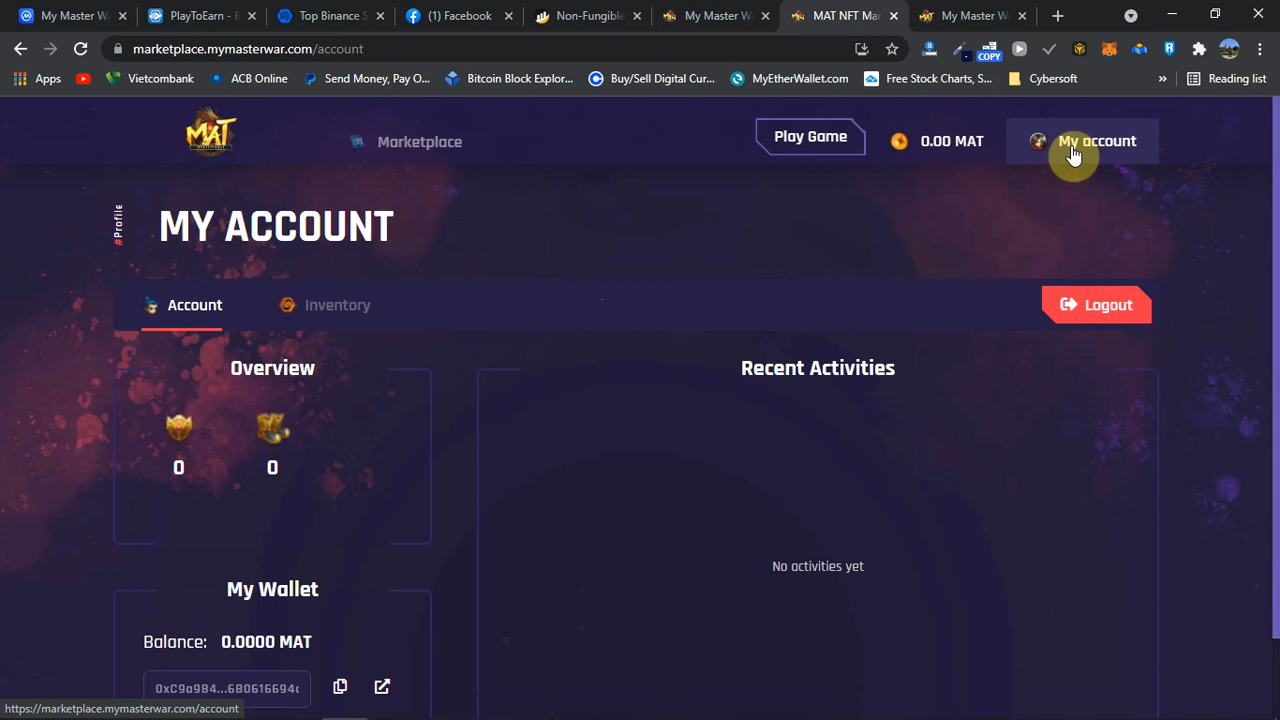 My Master W
PlayToEarn - B
Top Binance S
(1) Facebook
Non-Fungible
My Master W
MAT NFT Ma
My Master W
marketplace.mymasterwar.com/account
COPY
Apps
Vietcombank
ACB Online
Send Money, Pay O...
Bitcoin Block Explor...
Buy/Sell Digital Cur...
MyEtherWallet.com
Free Stock Charts, S...
Cybersoft
»
Reading list
MAT
Marketplace
Play Game
0.00 MAT
My account
#Profile
MY ACCOUNT
Account
Inventory
Logout
Overview
Recent Activities
0
0
No activities yet
My Wallet
Balance: 0.0000 MAT
https://marketplace.mymasterwar.com/account